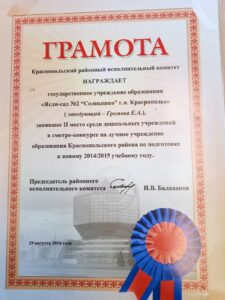 ГРАМОТА
Краснопольский районный исполнительный комитет
НАГРАЖДАЕТ
государственное учреждение образования
«Ясли-сад №2 "Солнышко" г.п. Краснополье»
(заведующий – Громова Е.А.),
занявшее II место среди дошкольных учреждений
в смотре-конкурсе на лучшее учреждение
образования Краснопольского района по подготовке
к новому 2014/2015 учебному году.
Председатель районного
исполнительного комитета
И.В. Балахонов
29 августа 2014 года